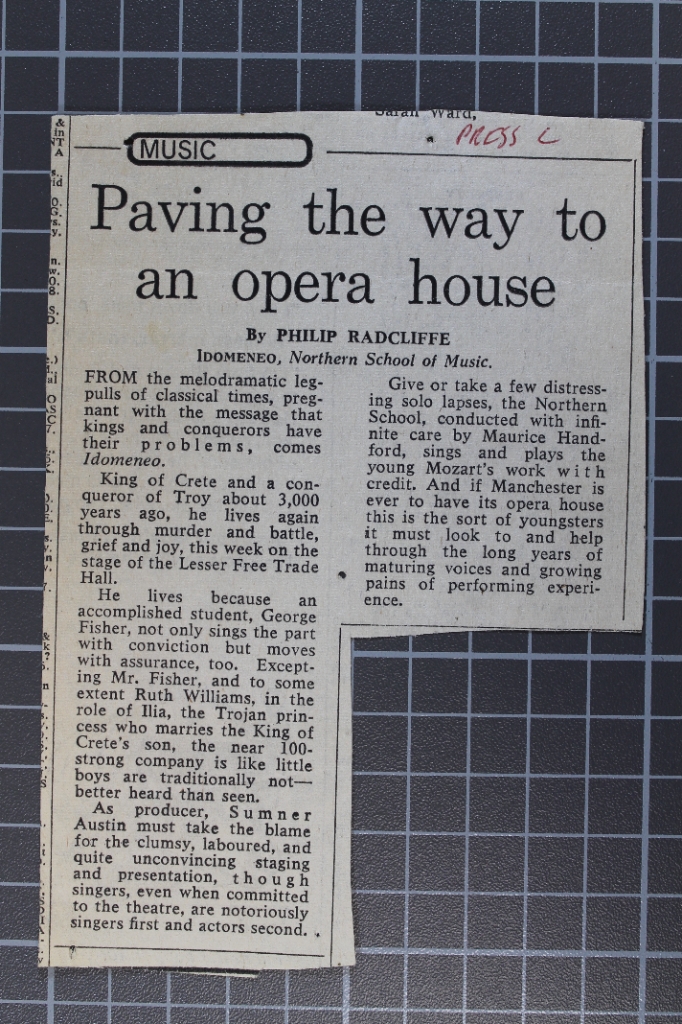 Sarah Ward,
PRESS C
MUSIC
Paving the way to
an opera house
By PHILIP RADCLIFFE
IDOMENEO, Northern School of Music.
FROM the melodramatic leg-
pulls of classical times, preg-
nant with the message that
kings and conquerors have
their problems, comes
Idomeneo.
King of Crete and a con-
queror of Troy about 3,000
years ago, he lives again
through murder and battle,
grief and joy, this week on the
stage of the Lesser Free Trade
Hall.
He lives because an
accomplished student, George
Fisher, not only sings the part
with conviction but moves
with assurance, too. Except-
ing Mr. Fisher, and to some
extent Ruth Williams, in the
role of Ilia, the Trojan prin-
cess who marries the King of
Crete's son, the near 100-
strong company is like little
boys are traditionally not—
better heard than seen.
As producer, Sumner
Austin must take the blame
for the clumsy, laboured, and
quite unconvincing staging
and presentation, though
singers, even when committed
to the theatre, are notoriously
singers first and actors second.
Give or take a few distress-
ing solo lapses, the Northern
School, conducted with infi-
nite care by Maurice Hand-
ford, sings and plays the
young Mozart's work with
credit. And if Manchester is
ever to have its opera house
this is the sort of youngsters
it must look to and help
through the long years of
maturing voices and growing
pains of performing experi-
ence.